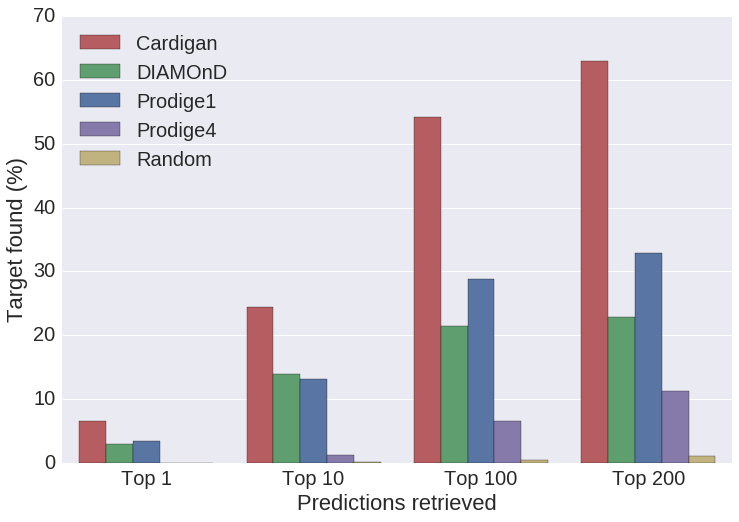 70
60
50
40
30
20
10
0
Target found (%)
Cardigan
DIAMOnD
Prodige1
Prodige4
Random
Top 1 Top 10 Top 100 Top 200
Predictions retrieved